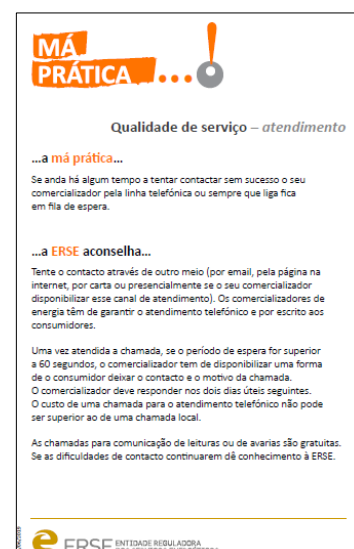 MÁ
PRÁTICA...!
Qualidade de serviço – atendimento
...a má prática...
Se anda há algum tempo a tentar contactar sem sucesso o seu
comercializador pela linha telefónica ou sempre que liga fica
em fila de espera.
...a ERSE aconselha...
Tente o contacto através de outro meio (por email, pela página na
internet, por carta ou presencialmente se o seu comercializador
disponibilizar esse canal de atendimento). Os comercializadores de
energia têm de garantir o atendimento telefónico e por escrito aos
consumidores.
Uma vez atendida a chamada, se o período de espera for superior
a 60 segundos, o comercializador tem de disponibilizar uma forma
de o consumidor deixar o contacto e o motivo da chamada.
O comercializador deve responder nos dois dias úteis seguintes.
O custo de uma chamada para o atendimento telefónico não pode
ser superior ao de uma chamada local.
As chamadas para comunicação de leituras ou de avarias são gratuitas.
Se as dificuldades de contacto continuarem dê conhecimento à ERSE.
ERSE ENTIDADE REGULADORA